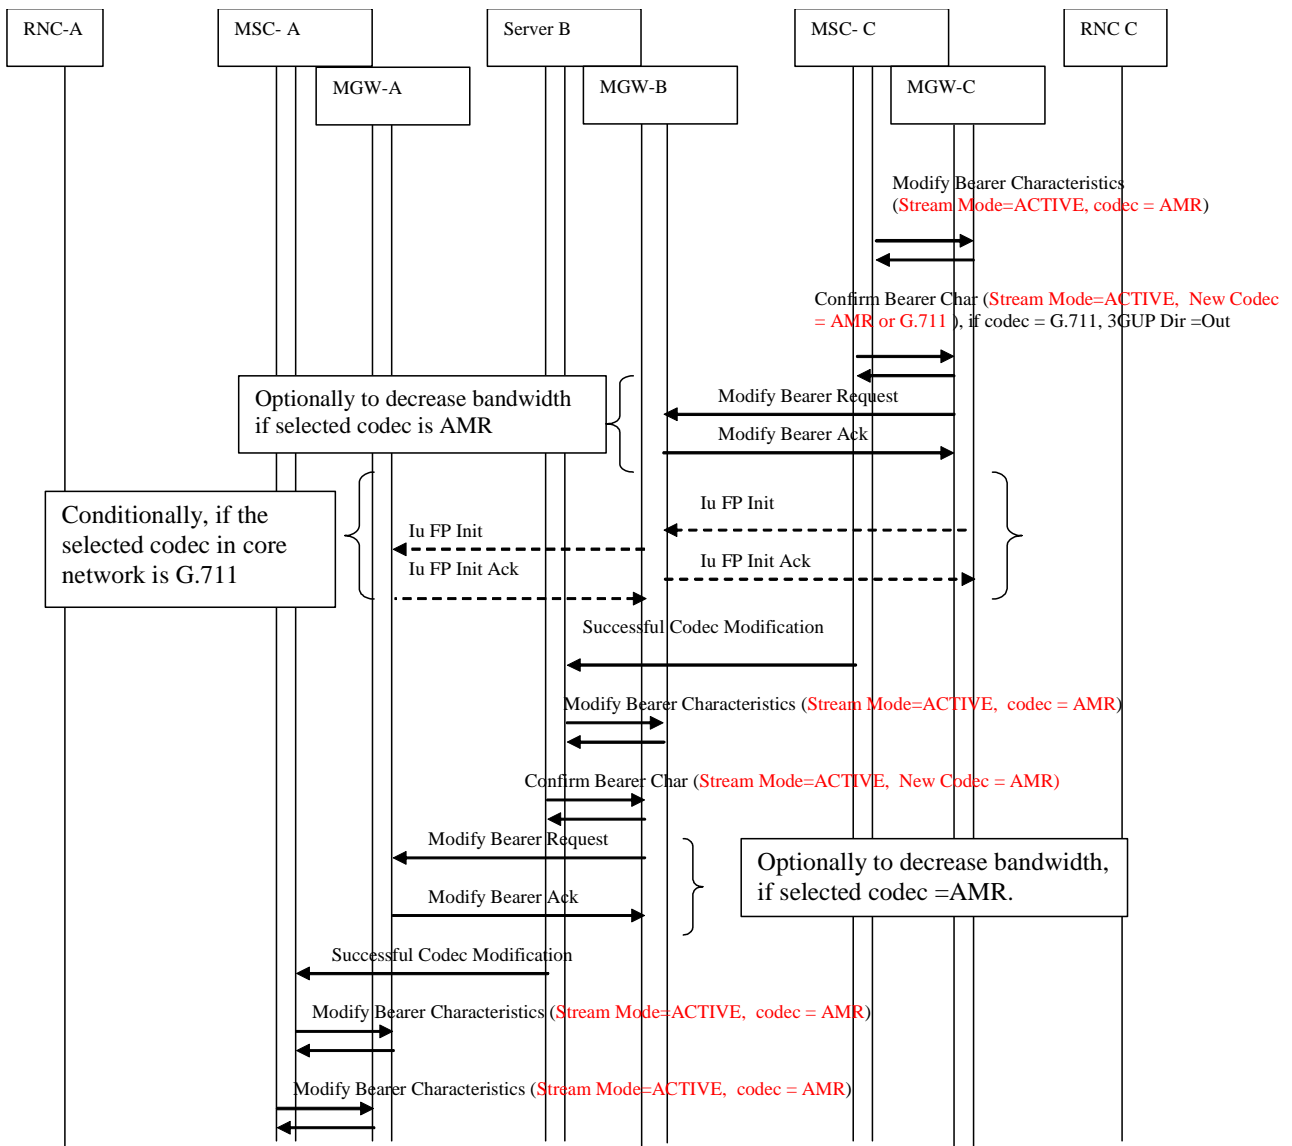 RNC-A
MSC- A
Server B
MSC- C
RNC C
MGW-A
MGW-B
MGW-C
Modify Bearer Characteristics
(Stream Mode=ACTIVE, codec = AMR)
Confirm Bearer Char (Stream Mode=ACTIVE, New Codec
= AMR or G.711 ), if codec = G.711, 3GUP Dir =Out
Optionally to decrease bandwidth
if selected codec is AMR
Modify Bearer Request
Modify Bearer Ack
Conditionally, if the
selected codec in core
network is G.711
Iu FP Init
Iu FP Init
Iu FP Init Ack
Iu FP Init Ack
Successful Codec Modification
Modify Bearer Characteristics (Stream Mode=ACTIVE, codec = AMR)
Confirm Bearer Char (Stream Mode=ACTIVE, New Codec = AMR)
Modify Bearer Request
Optionally to decrease bandwidth,
if selected codec =AMR.
Modify Bearer Ack
Successful Codec Modification
Modify Bearer Characteristics (Stream Mode=ACTIVE, codec = AMR)
Modify Bearer Characteristics (Stream Mode=ACTIVE, codec = AMR)